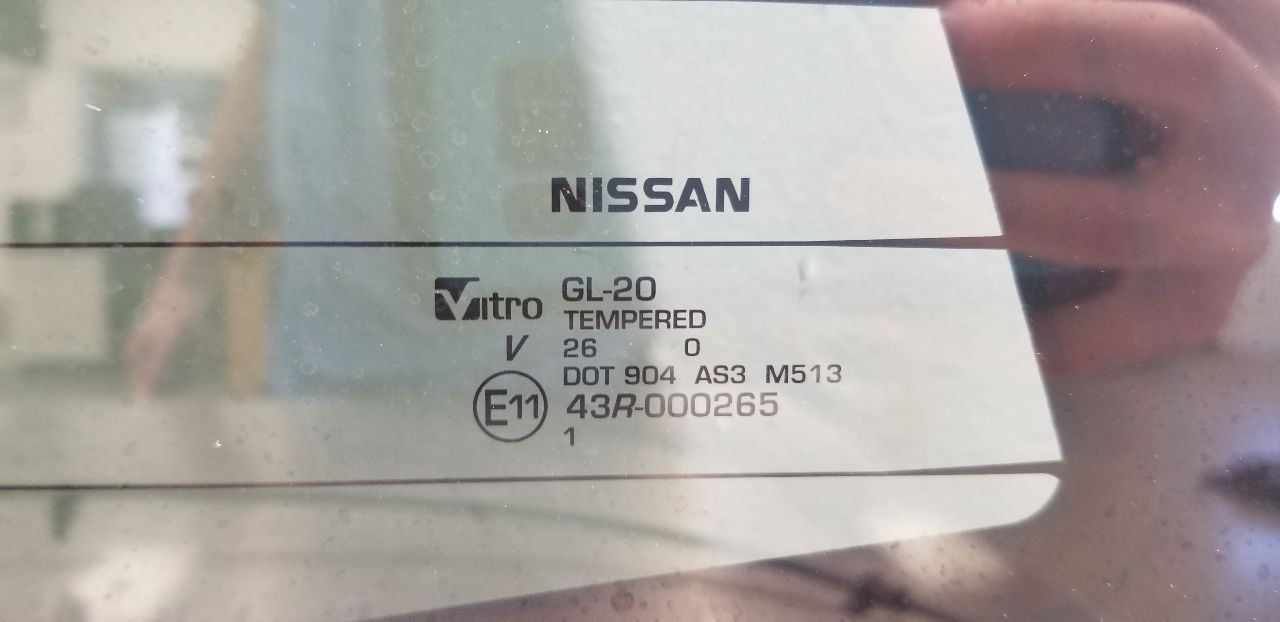 NISSAN
Vitro GL-20
TEMPERED
V 26 0
DOT 904 AS3 M513
E11 43R-000265
1